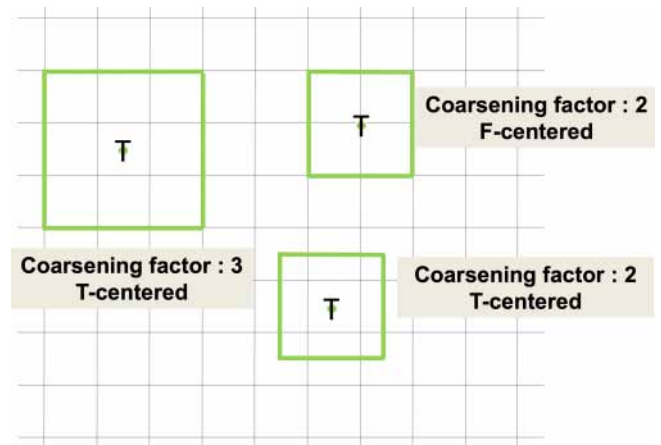 T
T
Coarsening factor : 2
F-centered
Coarsening factor : 3
T-centered
T
Coarsening factor : 2
T-centered